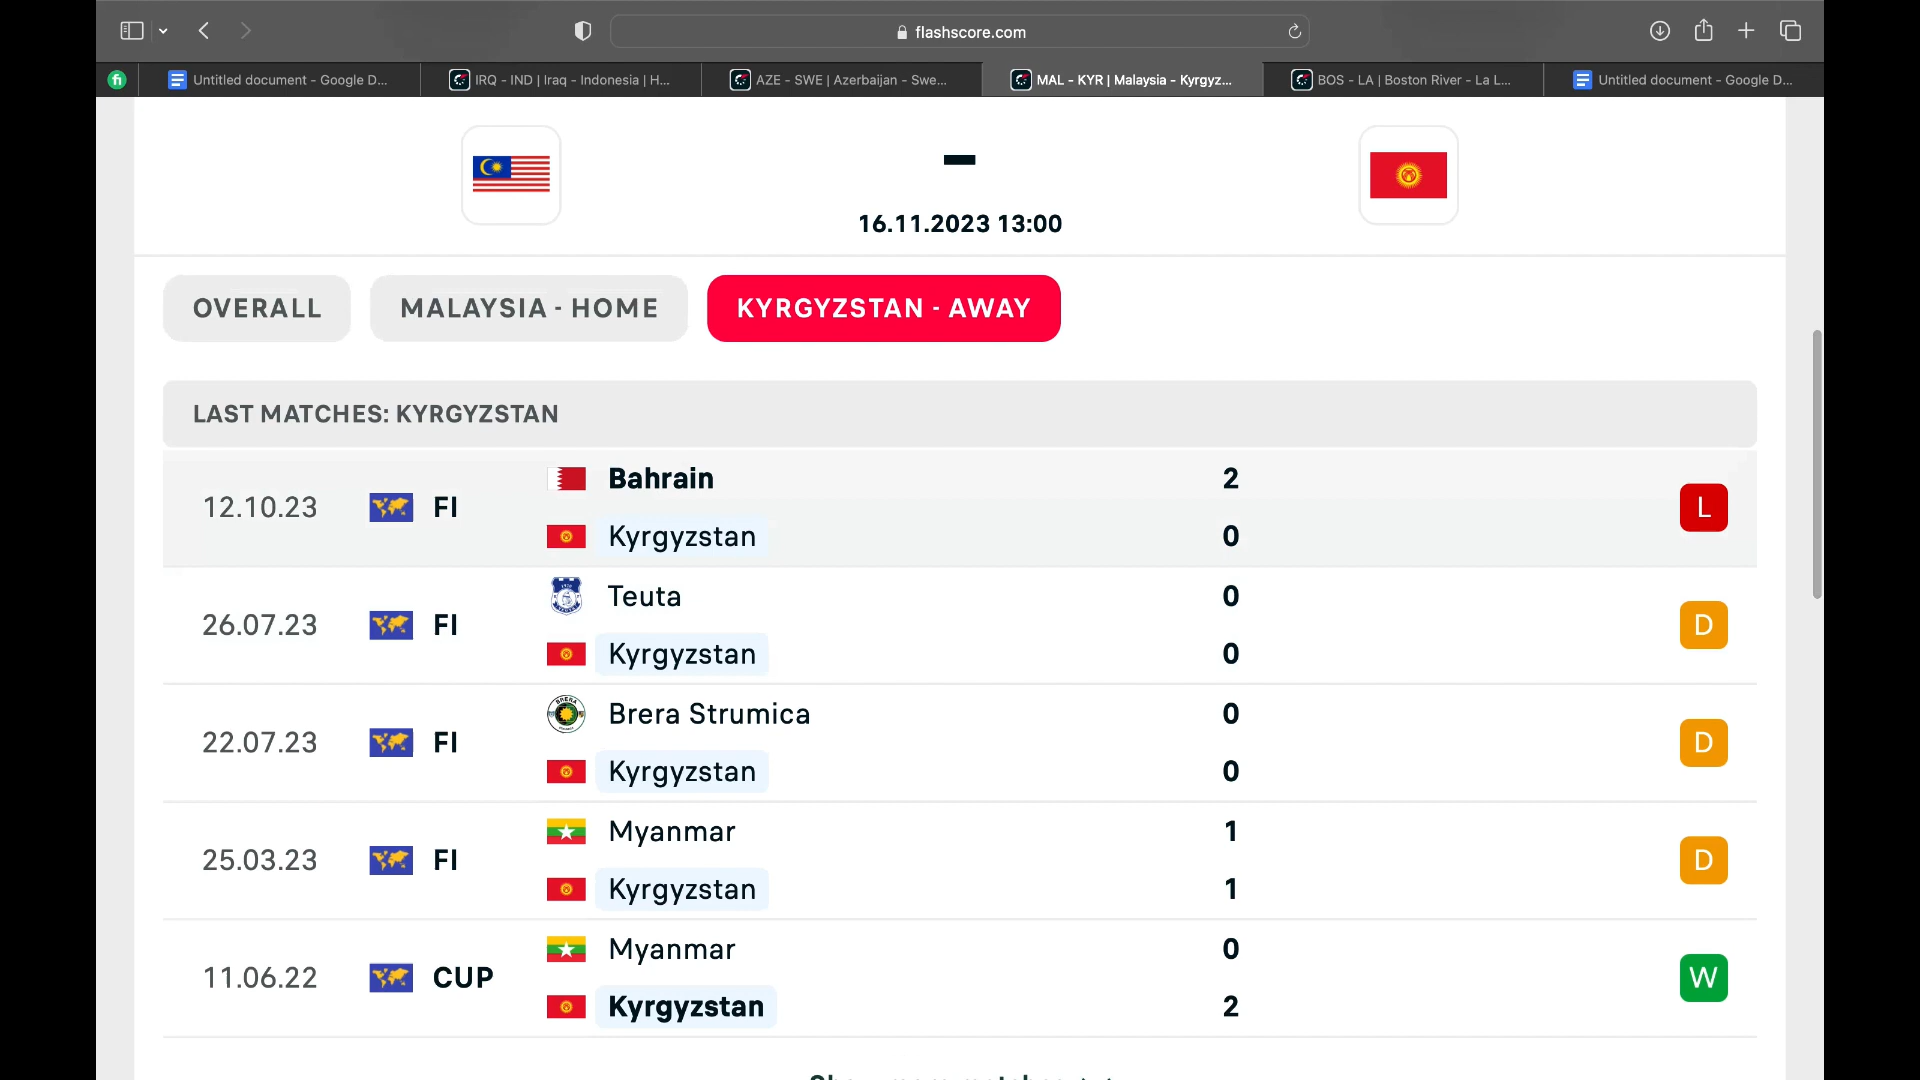 flashscore.com
Untitled document - Google D...
IRQ - IND | Iraq - Indonesia | H...
AZE - SWE | Azerbaijan - Swe...
MAL - KYR | Malaysia - Kyrgyz...
BOS - LA | Boston River - La L...
Untitled document - Google D...
-
16.11.2023 13:00
OVERALL
MALAYSIA - HOME
KYRGYZSTAN - AWAY
LAST MATCHES: KYRGYZSTAN
12.10.23 FI Bahrain 2 L
Kyrgyzstan 0
26.07.23 FI Teuta 0 D
Kyrgyzstan 0
22.07.23 FI Brera Strumica 0 D
Kyrgyzstan 0
25.03.23 FI Myanmar 1 D
Kyrgyzstan 1
11.06.22 CUP Myanmar 0 W
Kyrgyzstan 2